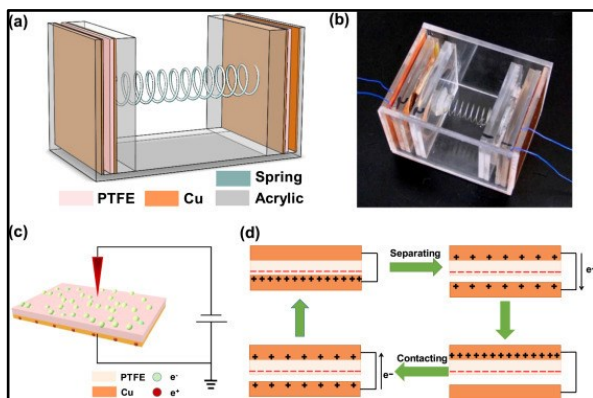 (a)
Spring
PTFE
Cu
Acrylic
(b)
(c)
PTFE
e⁻
Cu
e⁺
(d)
Separating
e⁻
Contacting
e⁻